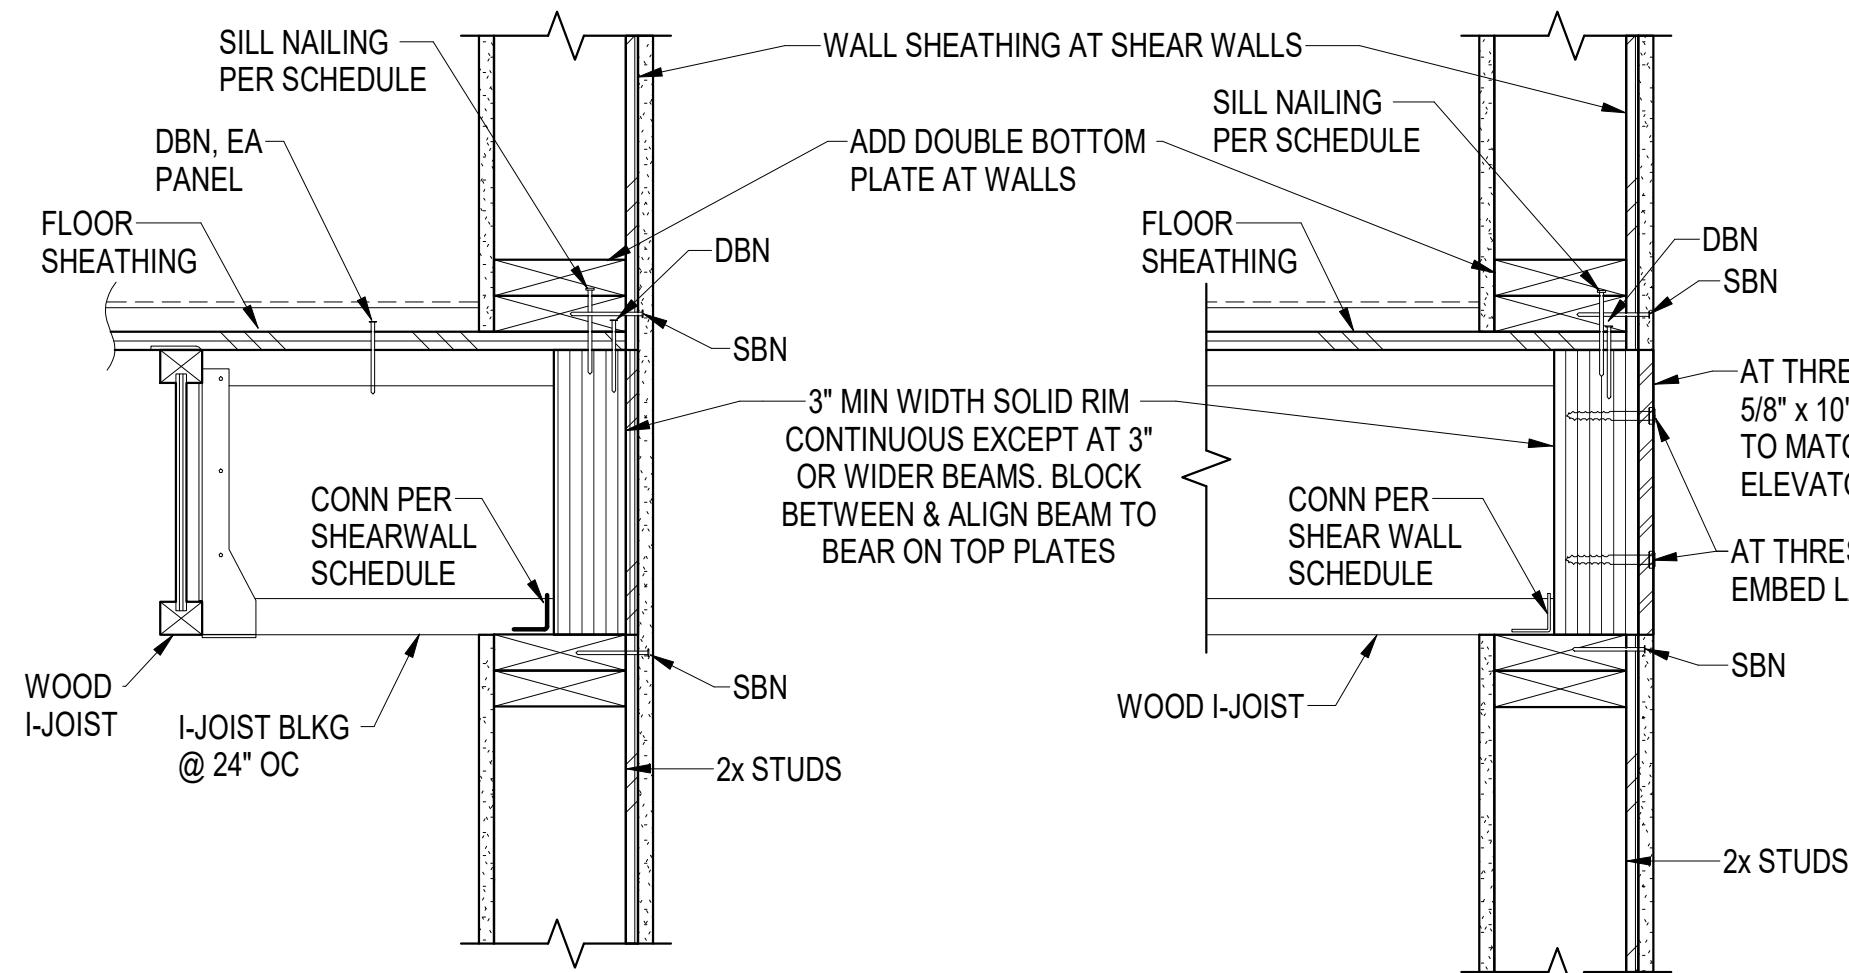 SILL NAILING
PER SCHEDULE
WALL SHEATHING AT SHEAR WALLS
SILL NAILING
PER SCHEDULE
DBN, EA
PANEL
ADD DOUBLE BOTTOM
PLATE AT WALLS
FLOOR
SHEATHING
DBN
SBN
FLOOR
SHEATHING
DBN
SBN
3" MIN WIDTH SOLID RIM
CONTINUOUS EXCEPT AT 3"
OR WIDER BEAMS. BLOCK
BETWEEN & ALIGN BEAM TO
BEAR ON TOP PLATES
AT
5/8" x 10"
TO
CONN PER
SHEARWALL
SCHEDULE
CONN PER
SHEAR WALL
SCHEDULE
AT
EMBED
WOOD
I-JOIST
I-JOIST BLKG
@ 24" OC
SBN
2x STUDS
WOOD I-JOIST
SBN
2x STUDS